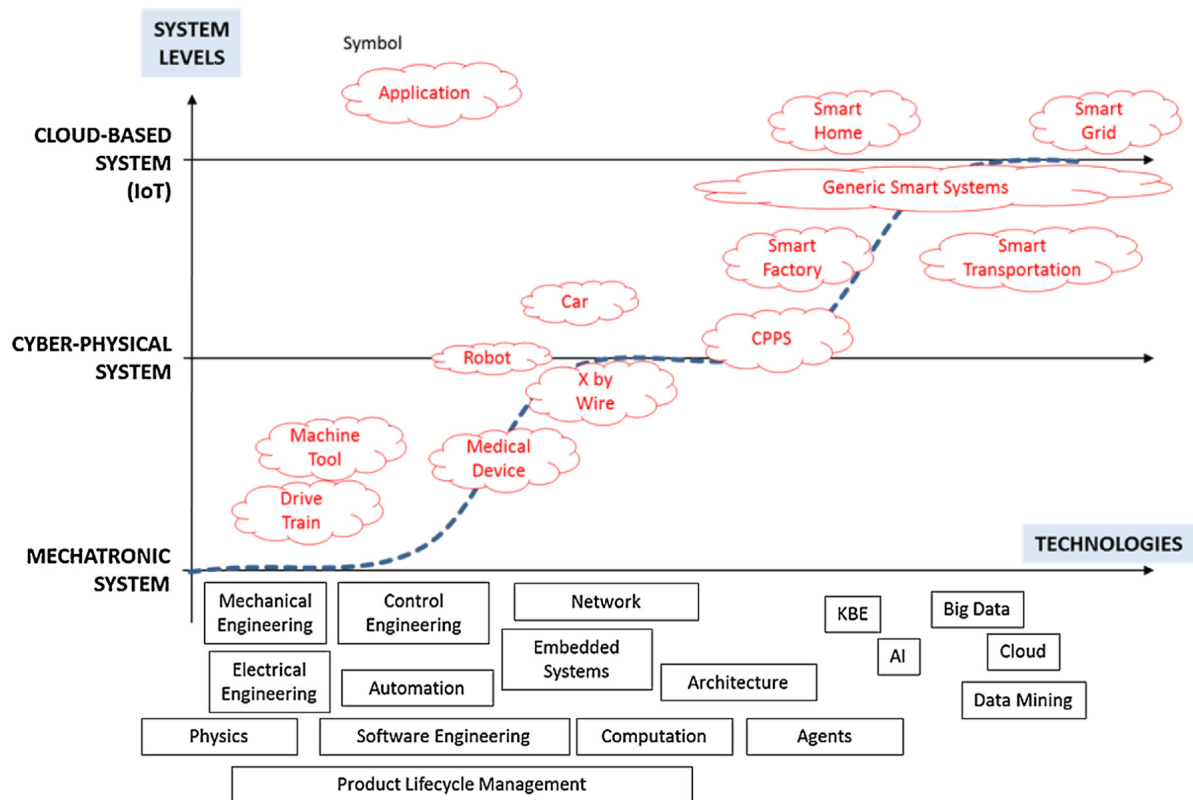 SYSTEM
LEVELS
Symbol
Application
Smart
Home
Smart
Grid
CLOUD-BASED
SYSTEM
(IoT)
Generic Smart Systems
Smart
Factory
Smart
Transportation
Car
CYBER-PHYSICAL
SYSTEM
Robot
CPPS
X by
Wire
Machine
Tool
Medical
Device
Drive
Train
MECHATRONIC
SYSTEM
TECHNOLOGIES
Mechanical
Engineering
Control
Engineering
Network
KBE
Big Data
Electrical
Engineering
Automation
Embedded
Systems
Architecture
AI
Cloud
Data Mining
Physics
Software Engineering
Computation
Agents
Product Lifecycle Management